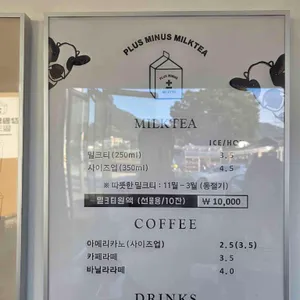 PLUS MINUS MILKTEA
PLUS MINUS
MILKTEA
ICE/HO
밀크티 (250ml) 3.5
사이즈업 (350ml) 4.5
※ 따뜻한 밀크티 : 11월 - 3월 (동절기)
밀크티원액 (선물용/10잔) ₩ 10,000
COFFEE
아메리카노 (사이즈업) 2.5(3.5)
카페라떼 3.5
바닐라라떼 4.0
DRINKS